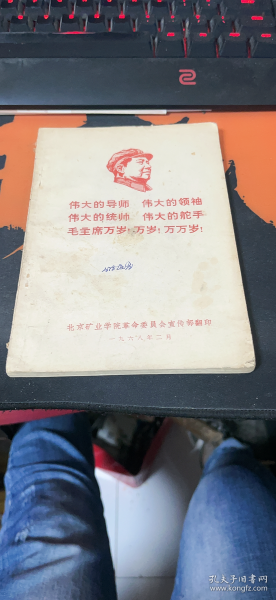 伟大的导师 伟大的领袖
伟大的统帅 伟大的舵手
毛主席万岁!万岁!万万岁!
北京矿业学院革命委员会宣传部翻印
一九六八年二月
孔夫子旧书网